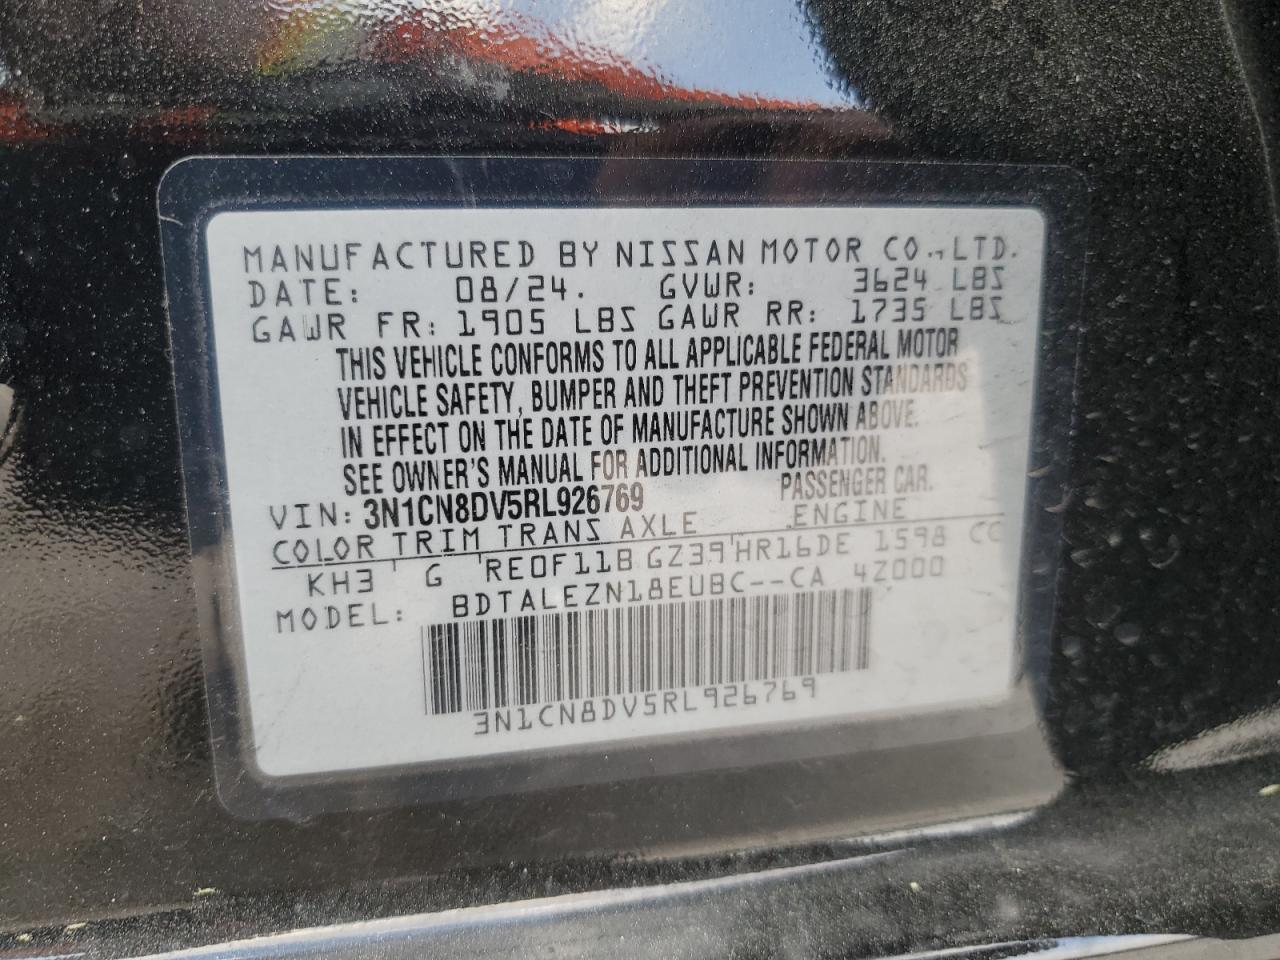 MANUFACTURED BY NISSAN MOTOR CO., LTD.
DATE: 08/24. GVWR: 3624 LBS
GAWR FR: 1905 LBS GAWR RR: 1735 LBS
THIS VEHICLE CONFORMS TO ALL APPLICABLE FEDERAL MOTOR
VEHICLE SAFETY, BUMPER AND THEFT PREVENTION STANDARDS
IN EFFECT ON THE DATE OF MANUFACTURE SHOWN ABOVE.
SEE OWNER'S MANUAL FOR ADDITIONAL INFORMATION.
VIN: 3N1CN8DV5RL926769 PASSENGER CAR.
COLOR TRIM TRANS AXLE ENGINE
KH3 G RE0F11B GZ39 HR16DE 1598 CC
MODEL: BDTALEZN18EUBC--CA 4Z000
3N1CN8DV5RL926769